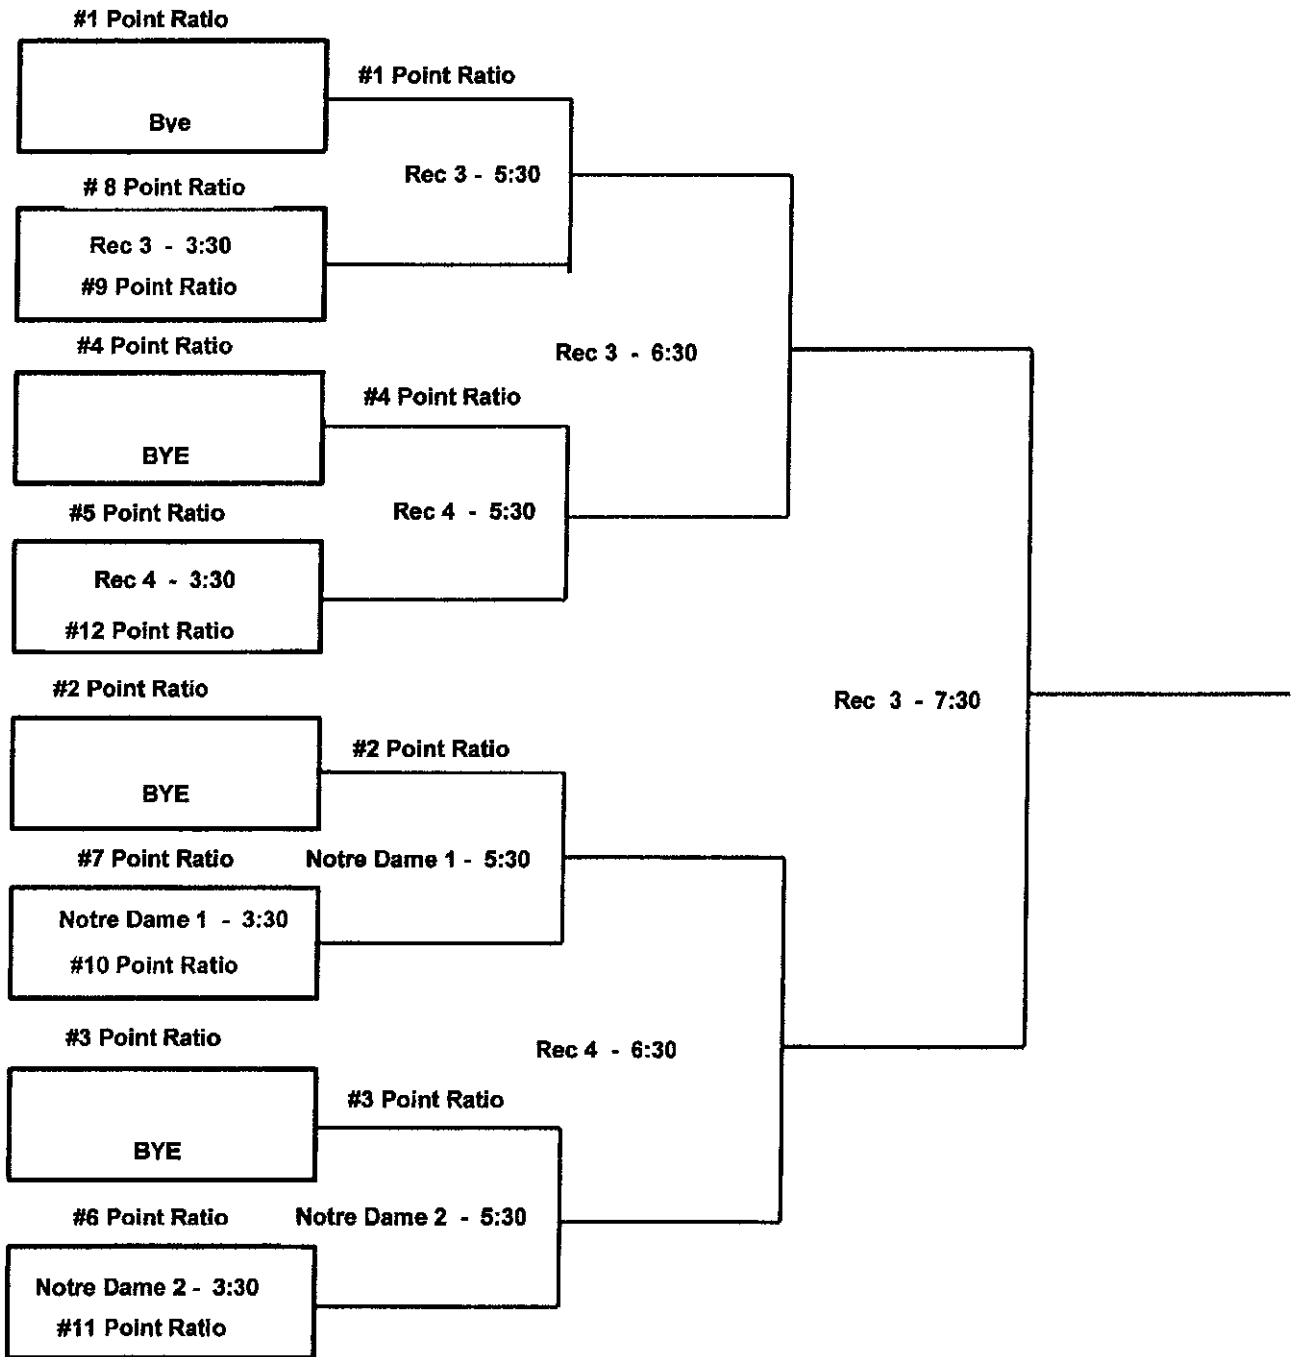 #1 Point Ratio
Bye
#1 Point Ratio
Rec 3 - 5:30
# 8 Point Ratio
Rec 3 - 3:30
#9 Point Ratio
#4 Point Ratio
BYE
Rec 3 - 6:30
#4 Point Ratio
Rec 4 - 5:30
#5 Point Ratio
Rec 4 - 3:30
#12 Point Ratio
#2 Point Ratio
BYE
Rec 3 - 7:30
#2 Point Ratio
Notre Dame 1 - 5:30
#7 Point Ratio
Notre Dame 1 - 3:30
#10 Point Ratio
#3 Point Ratio
BYE
Rec 4 - 6:30
#3 Point Ratio
Notre Dame 2 - 5:30
#6 Point Ratio
Notre Dame 2 - 3:30
#11 Point Ratio